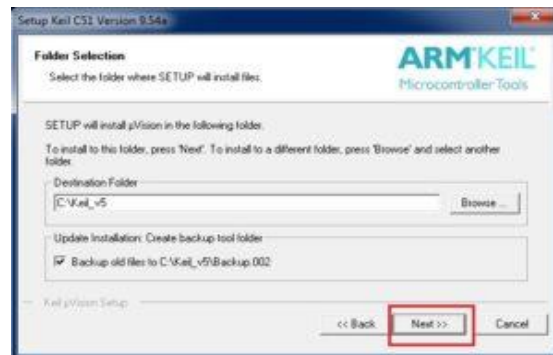 Setup Keil C51 Version 9.54a
Folder Selection
Select the folder where SETUP will install files.
ARM KEIL
Microcontroller Tools
SETUP will install µVision in the following folder.
To install to this folder, press 'Next'. To install to a different folder, press 'Browse' and select another
folder.
Destination Folder
C:\Keil_v5
Browse ...
Update Installation: Create backup tool folder
Backup old files to C:\Keil_v5\Backup.002
Keil µVision Setup
<< Back
Next >>
Cancel